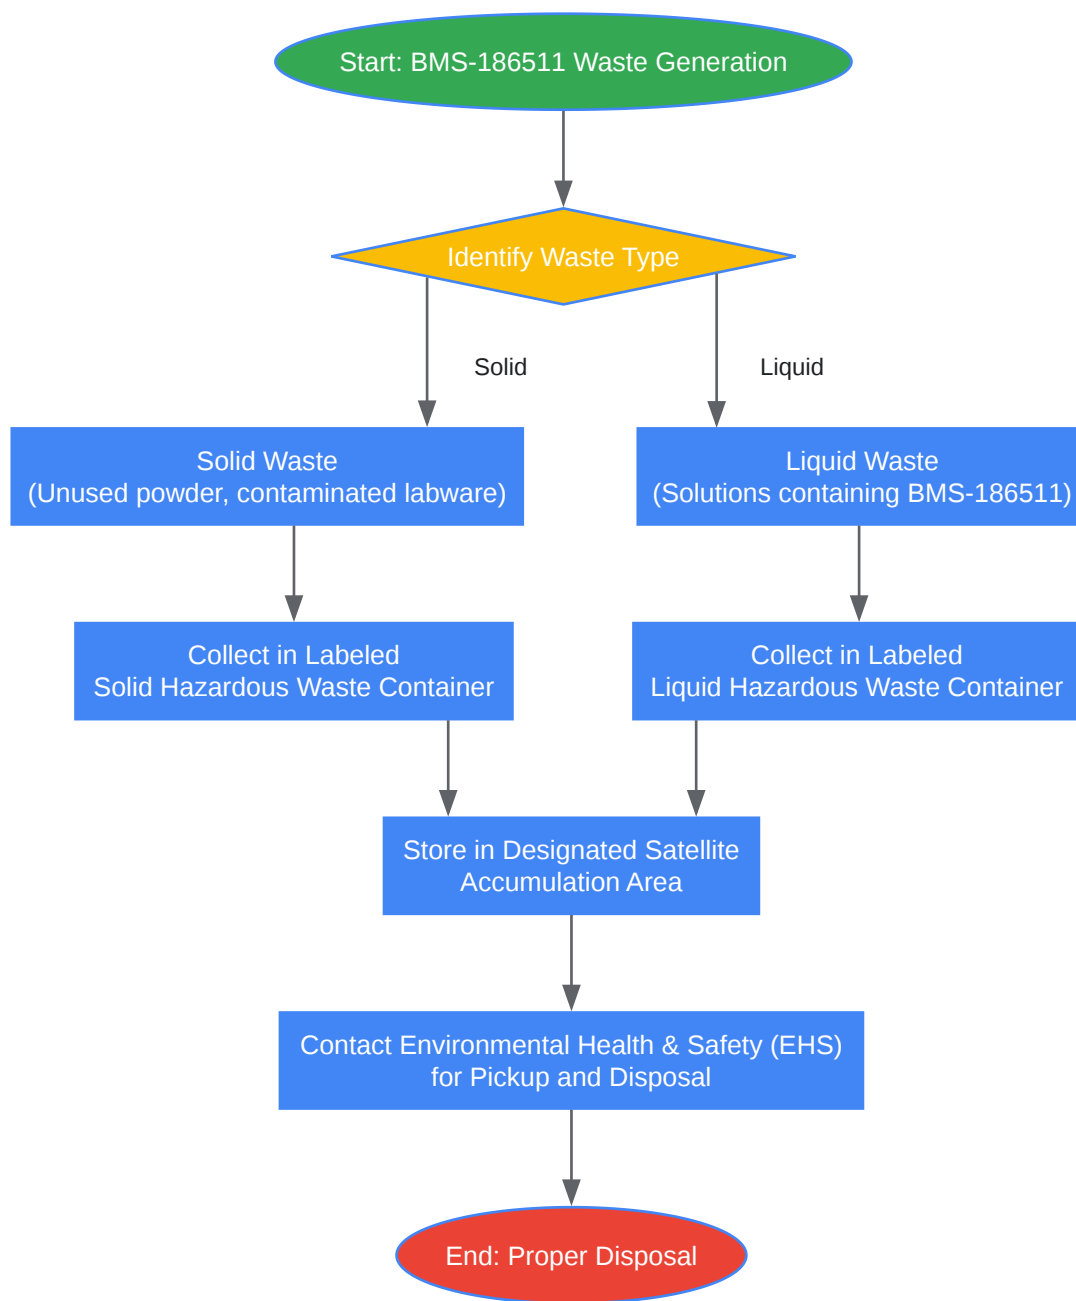 Start: BMS-186511 Waste Generation
Identify Waste Type
Solid
Liquid
Solid Waste
(Unused powder, contaminated labware)
Liquid Waste
(Solutions containing BMS-186511)
Collect in Labeled
Solid Hazardous Waste Container
Collect in Labeled
Liquid Hazardous Waste Container
Store in Designated Satellite
Accumulation Area
Contact Environmental Health & Safety (EHS)
for Pickup and Disposal
End: Proper Disposal